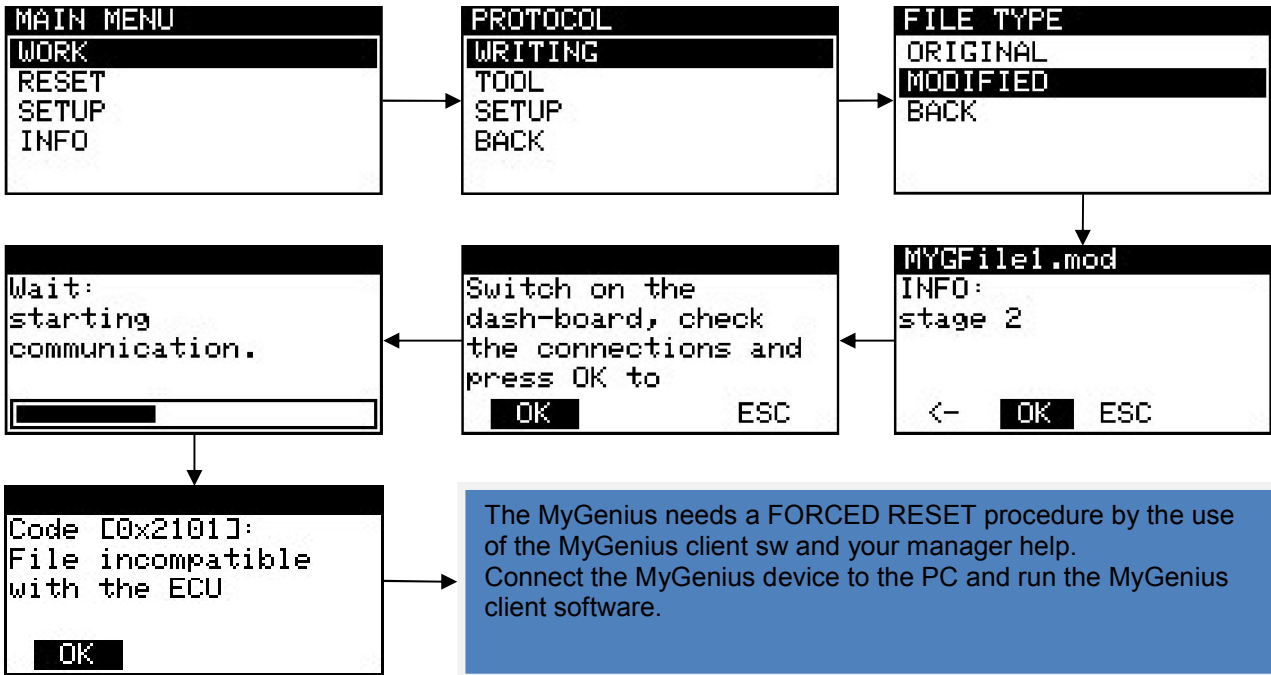 MAIN MENU
WORK
RESET
SETUP
INFO
PROTOCOL
WRITING
TOOL
SETUP
BACK
FILE TYPE
ORIGINAL
MODIFIED
BACK
MYGFile1.mod
INFO:
stage 2
<- OK ESC
Switch on the
dash-board, check
the connections and
press OK to
OK ESC
Wait:
starting
communication.
Code [0x2101]:
File incompatible
with the ECU
OK
The MyGenius needs a FORCED RESET procedure by the use
of the MyGenius client sw and your manager help.
Connect the MyGenius device to the PC and run the MyGenius
client software.